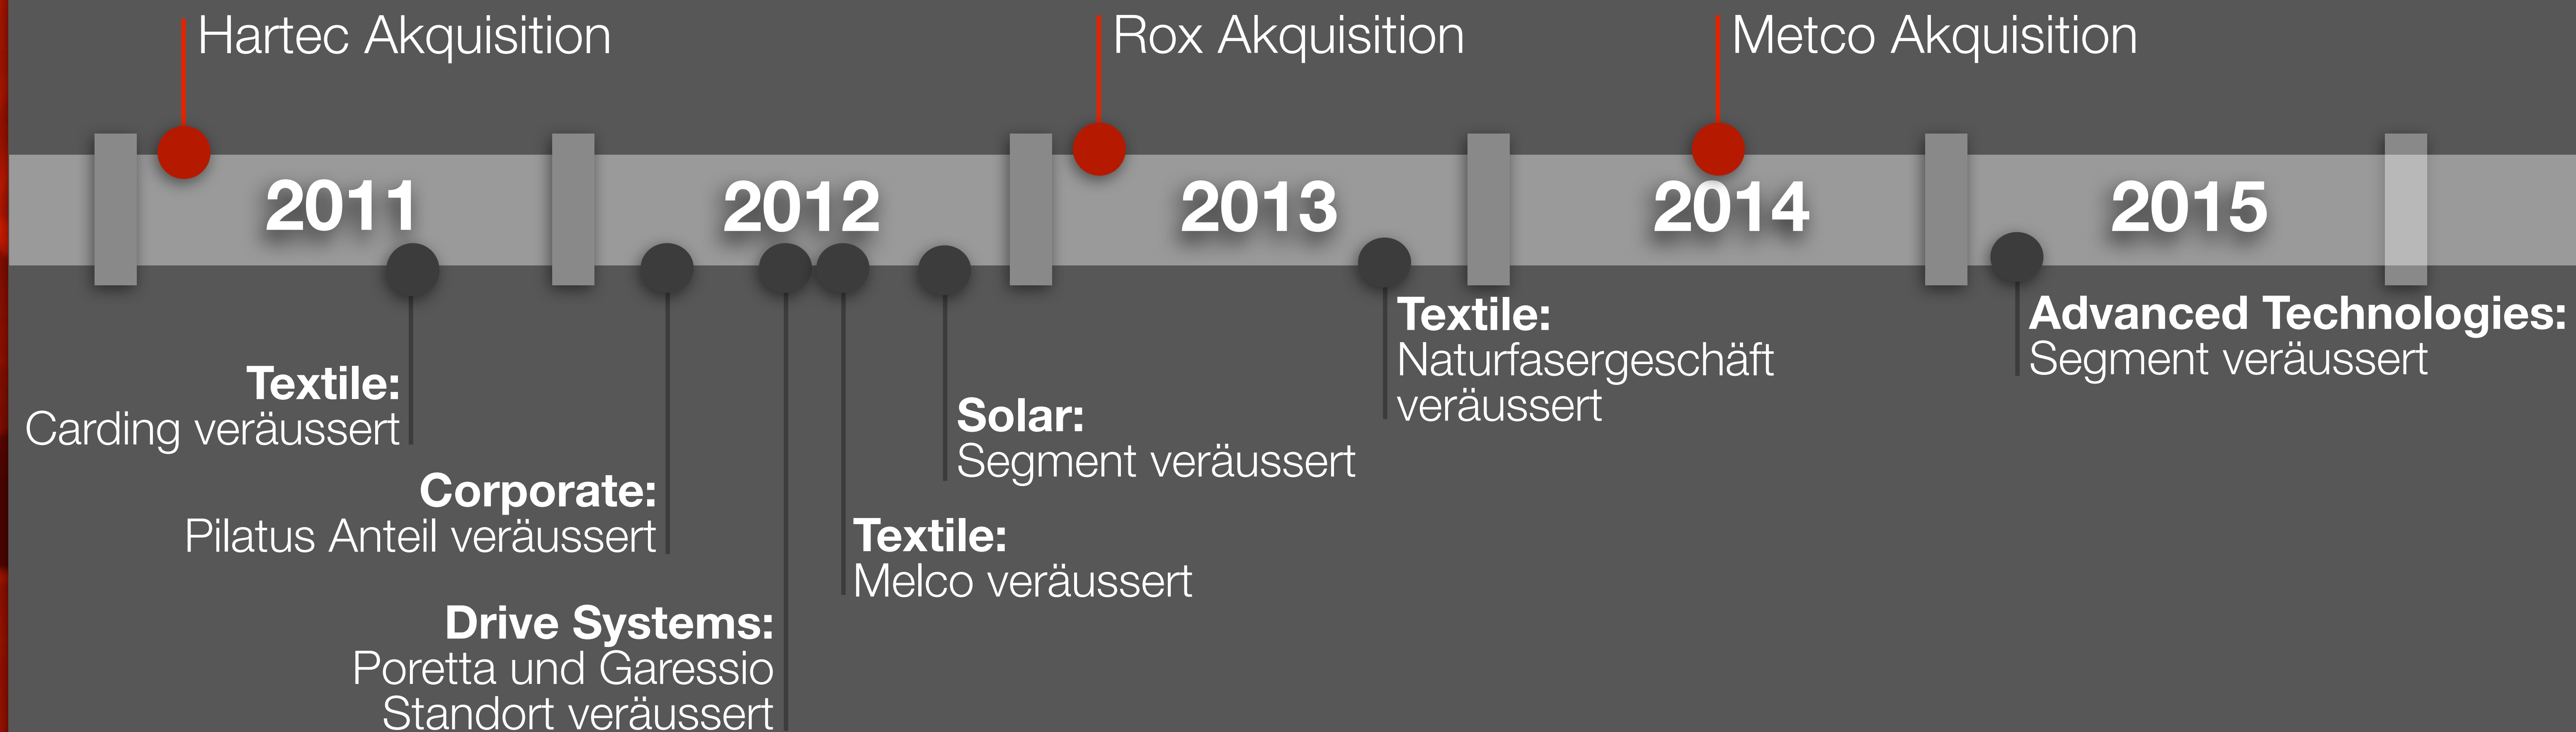 Hartec Akquisition
Rox Akquisition
Metco Akquisition
2011
2012
2013
2014
2015
Textile:
Carding veräussert
Corporate:
Pilatus Anteil veräussert
Drive Systems:
Poretta und Garessio
Standort veräussert
Textile:
Melco veräussert
Solar:
Segment veräussert
Textile:
Naturfasergeschäft
veräussert
Advanced Technologies:
Segment veräussert